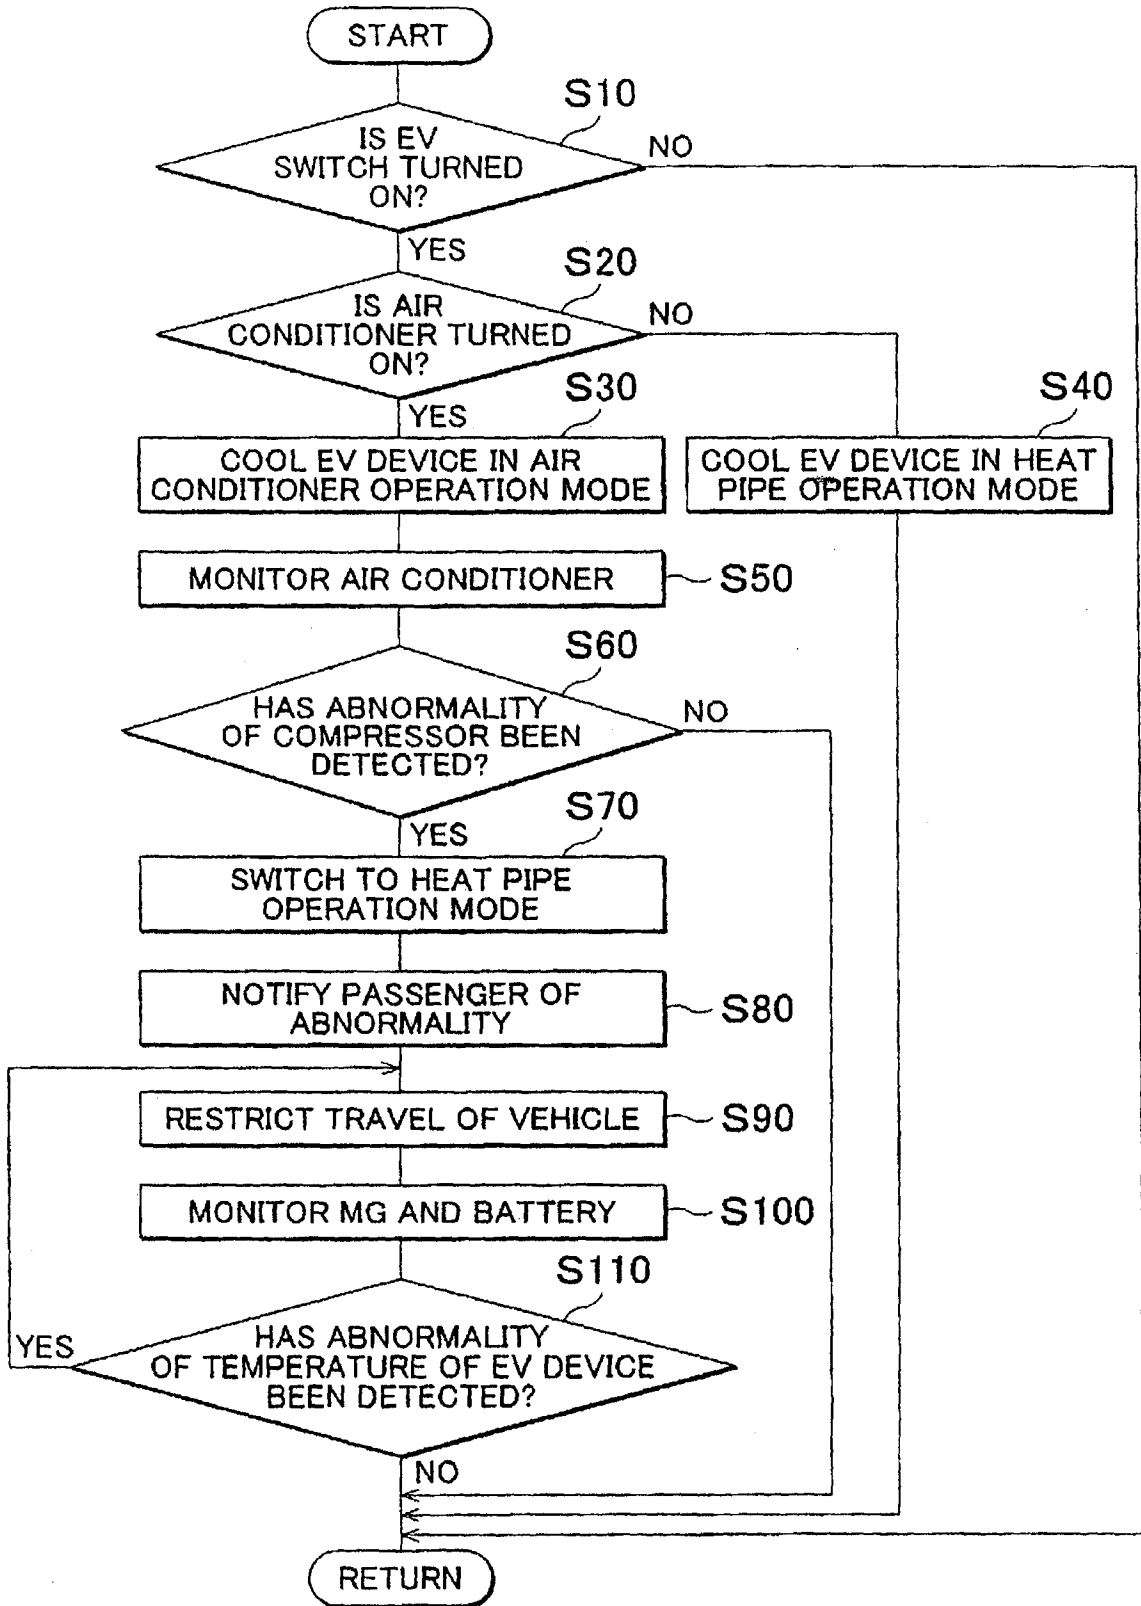 START
S10
IS EV
SWITCH TURNED
ON?
NO
YES
S20
IS AIR
CONDITIONER TURNED
ON?
NO
YES
S30
COOL EV DEVICE IN AIR
CONDITIONER OPERATION MODE
S40
COOL EV DEVICE IN HEAT
PIPE OPERATION MODE
MONITOR AIR CONDITIONER
S50
S60
HAS ABNORMALITY
OF COMPRESSOR BEEN
DETECTED?
NO
YES
S70
SWITCH TO HEAT PIPE
OPERATION MODE
NOTIFY PASSENGER OF
ABNORMALITY
S80
RESTRICT TRAVEL OF VEHICLE
S90
MONITOR MG AND BATTERY
S100
S110
HAS ABNORMALITY
OF TEMPERATURE OF EV DEVICE
BEEN DETECTED?
YES
NO
RETURN